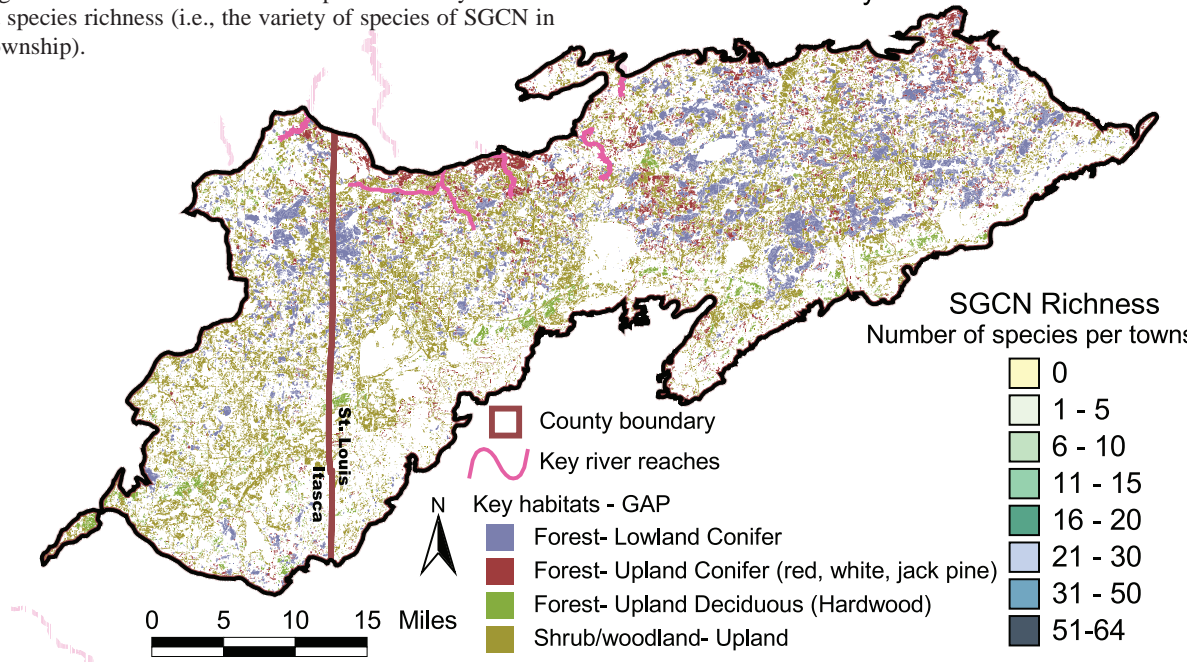 species richness (i.e., the variety of species of SGCN in
ownship).
St. Louis
Itasca
County boundary
Key river reaches
N
Key habitats - GAP
Forest- Lowland Conifer
Forest- Upland Conifer (red, white, jack pine)
Forest- Upland Deciduous (Hardwood)
Shrub/woodland- Upland
0 5 10 15 Miles
SGCN Richness
Number of species per towns
0
1 - 5
6 - 10
11 - 15
16 - 20
21 - 30
31 - 50
51-64